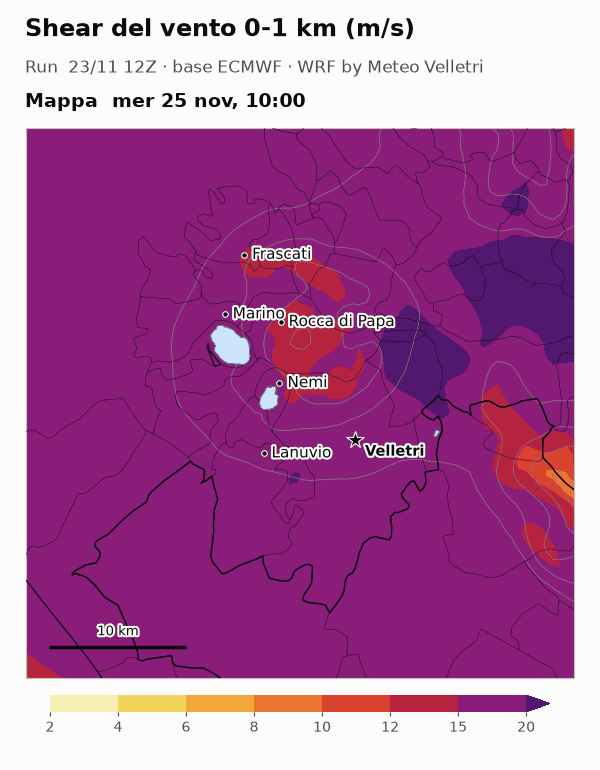 Shear del vento 0-1 km (m/s)
Run  23/11 12Z · base ECMWF · WRF by Meteo Velletri
Mappa  mer 25 nov, 10:00
Frascati
Marino
Rocca di Papa
Nemi
Lanuvio
Velletri
10 km
2 4 6 8 10 12 15 20